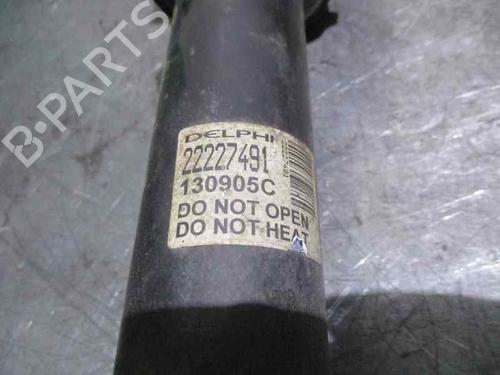 DELPHI
22227491
130905C
DO NOT OPEN
DO NOT HEAT
B-PARTS